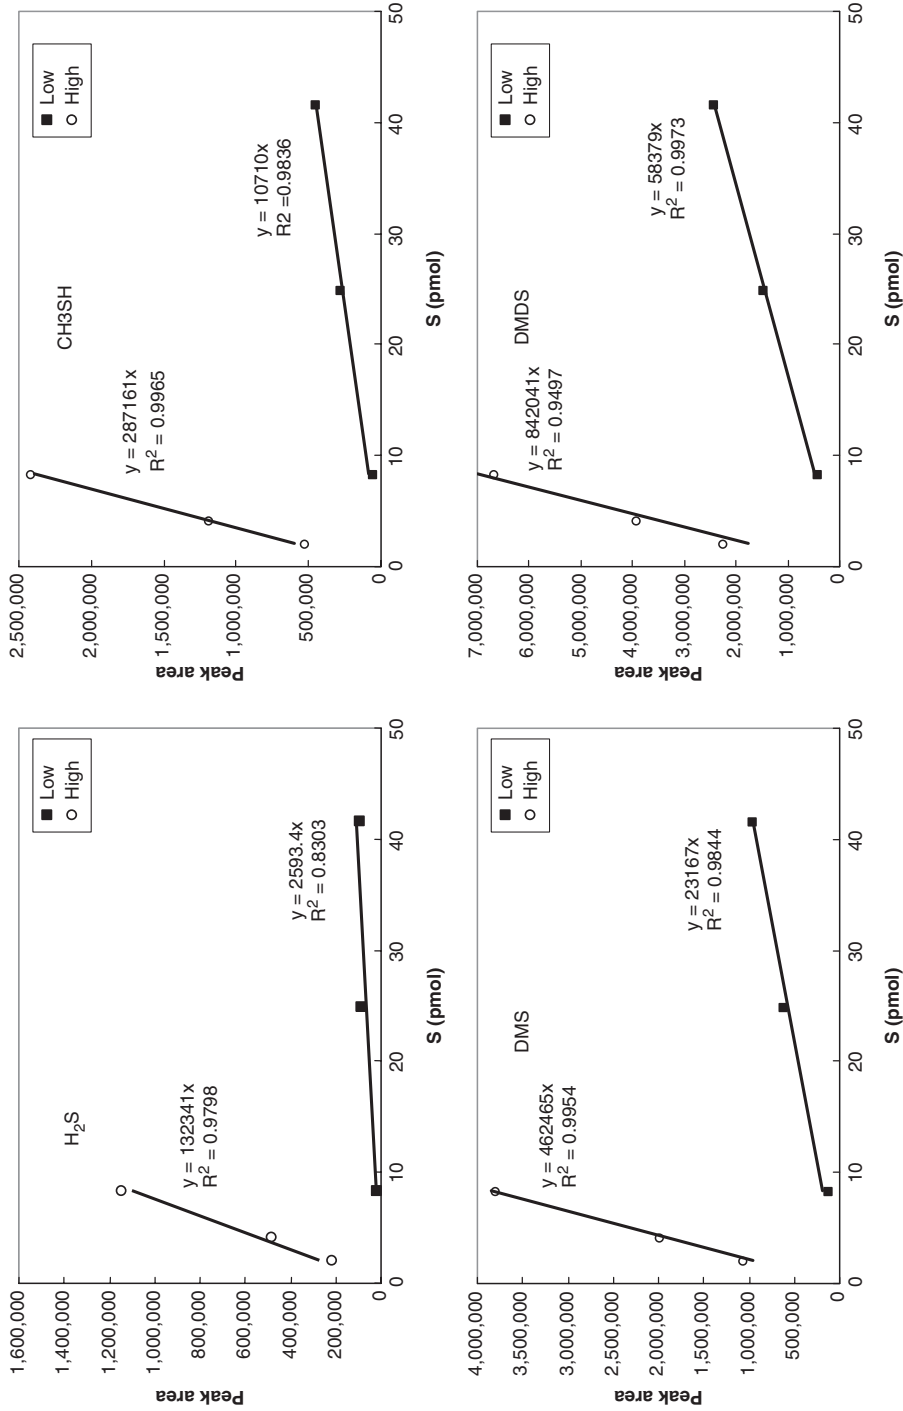 1,600,000
1,400,000
1,200,000
1,000,000
800,000
600,000
400,000
200,000
0
Peak area
0
10
20
30
40
50
S (pmol)
H2S
y = 132341x
R2 = 0.9798
y = 2593.4x
R2 = 0.8303
Low
High
2,500,000
2,000,000
1,500,000
1,000,000
500,000
0
Peak area
0
10
20
30
40
50
S (pmol)
CH3SH
y = 287161x
R2 = 0.9965
y = 10710x
R2 =0.9836
Low
High
4,000,000
3,500,000
3,000,000
2,500,000
2,000,000
1,500,000
1,000,000
500,000
0
Peak area
0
10
20
30
40
50
S (pmol)
DMS
y = 462465x
R2 = 0.9954
y = 23167x
R2 = 0.9844
Low
High
7,000,000
6,000,000
5,000,000
4,000,000
3,000,000
2,000,000
1,000,000
0
Peak area
0
10
20
30
40
50
S (pmol)
DMDS
y = 842041x
R2 = 0.9497
y = 58379x
R2 = 0.9973
Low
High